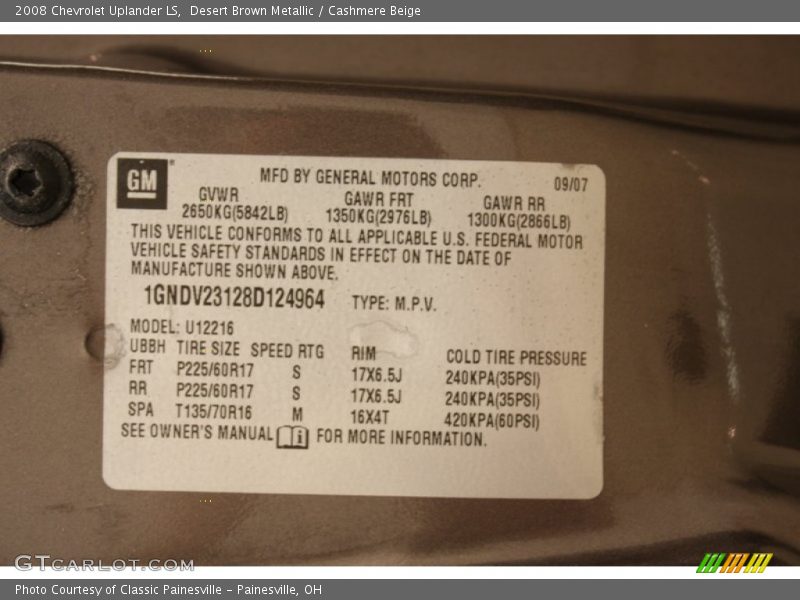 2008 Chevrolet Uplander LS,  Desert Brown Metallic / Cashmere Beige
GM
MFD BY GENERAL MOTORS CORP.
09/07
GVWR GAWR FRT GAWR RR
2650KG(5842LB) 1350KG(2976LB) 1300KG(2866LB)
THIS VEHICLE CONFORMS TO ALL APPLICABLE U.S. FEDERAL MOTOR
VEHICLE SAFETY STANDARDS IN EFFECT ON THE DATE OF
MANUFACTURE SHOWN ABOVE.
1GNDV23128D124964 TYPE: M.P.V.
MODEL: U12216
UBBH TIRE SIZE SPEED RTG RIM COLD TIRE PRESSURE
FRT P225/60R17 S 17X6.5J 240KPA(35PSI)
RR P225/60R17 S 17X6.5J 240KPA(35PSI)
SPA T135/70R16 M 16X4T 420KPA(60PSI)
SEE OWNER'S MANUAL i FOR MORE INFORMATION.
GTcarlot.com
Photo Courtesy of Classic Painesville - Painesville, OH